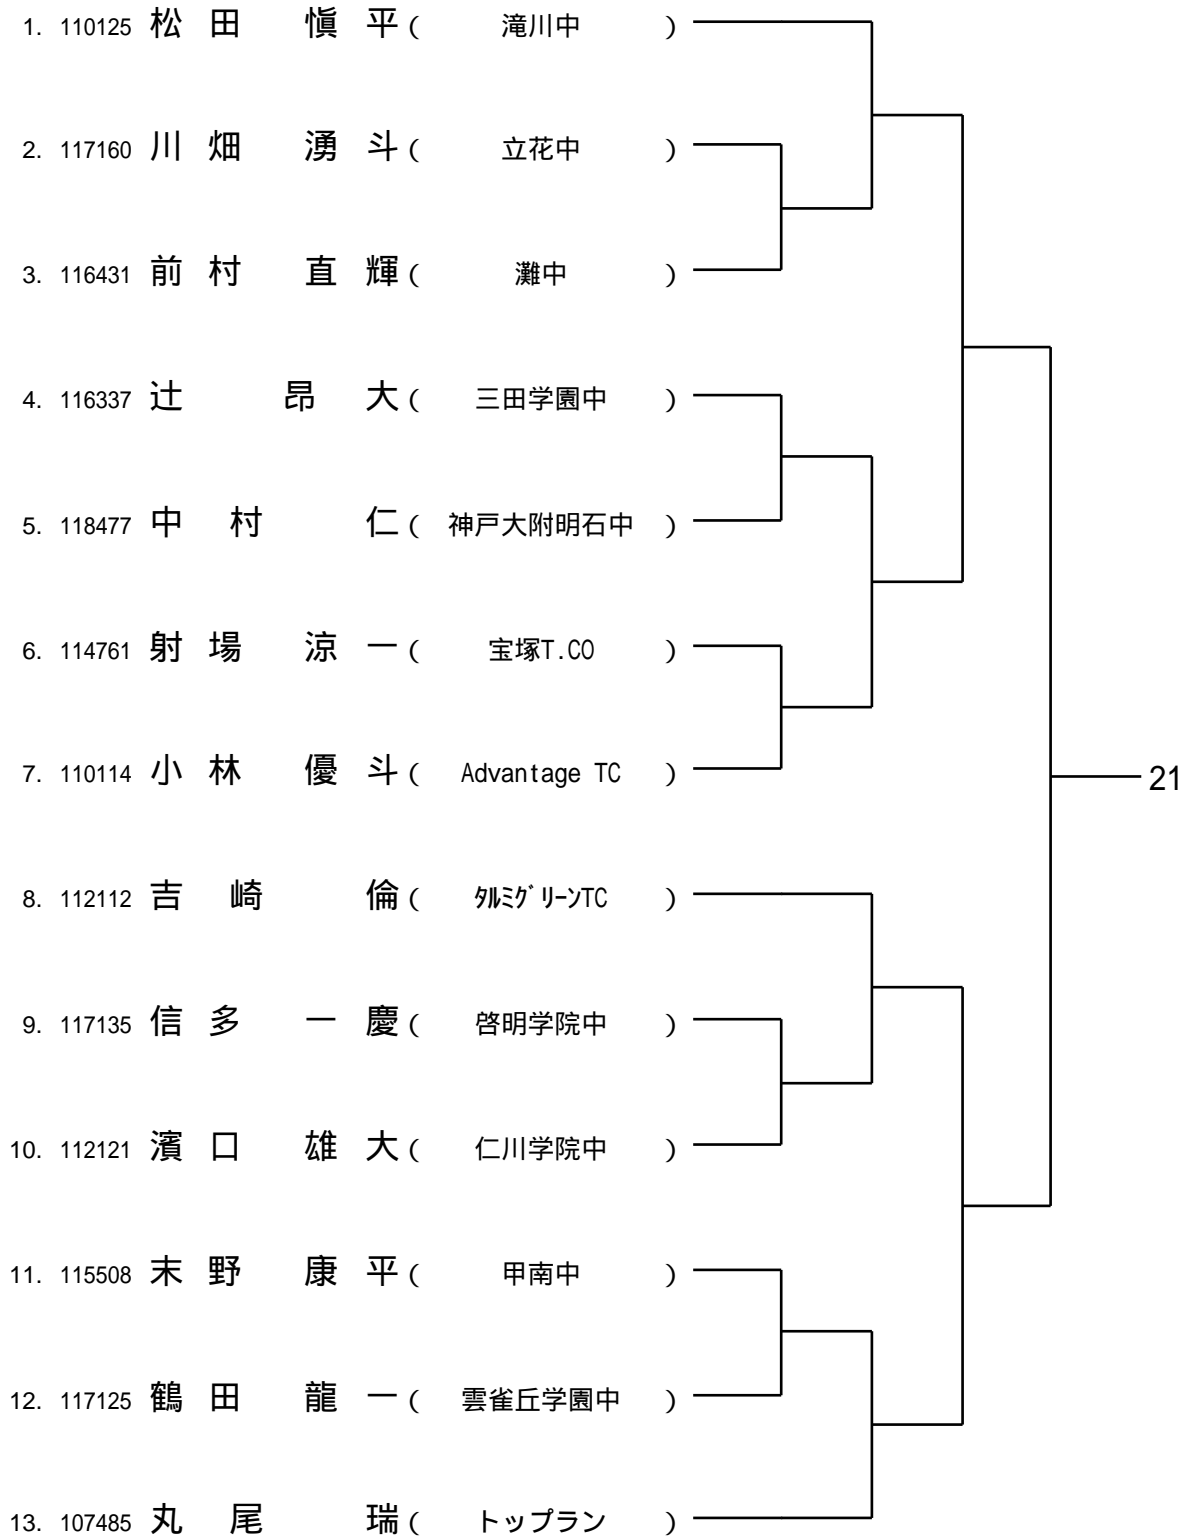 1. 110125 松田 愼平 ( 滝川中 )
2. 117160 川畑 湧斗 ( 立花中 )
3. 116431 前村 直輝 ( 灘中 )
4. 116337 辻 昂大 ( 三田学園中 )
5. 118477 中村 仁 ( 神戸大附明石中 )
6. 114761 射場 涼一 ( 宝塚T.CO )
7. 110114 小林 優斗 ( Advantage TC )
21
8. 112112 吉崎 倫 ( ﾀﾙﾐｸﾞﾘｰﾝTC )
9. 117135 信多 一慶 ( 啓明学院中 )
10. 112121 濱口 雄大 ( 仁川学院中 )
11. 115508 末野 康平 ( 甲南中 )
12. 117125 鶴田 龍一 ( 雲雀丘学園中 )
13. 107485 丸尾 瑞 ( トップラン )